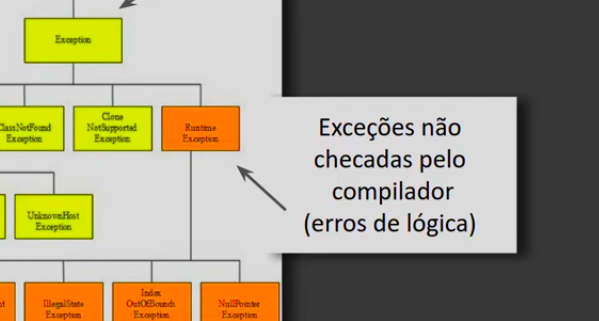 Exception
ClassNotFound
Exception
Clone
NotSupported
Exception
Runtime
Exception
Exceções não
checadas pelo
compilador
(erros de lógica)
UnknownHost
Exception
IllegalState
Exception
Index
OutOfBounds
Exception
NullPointer
Exception